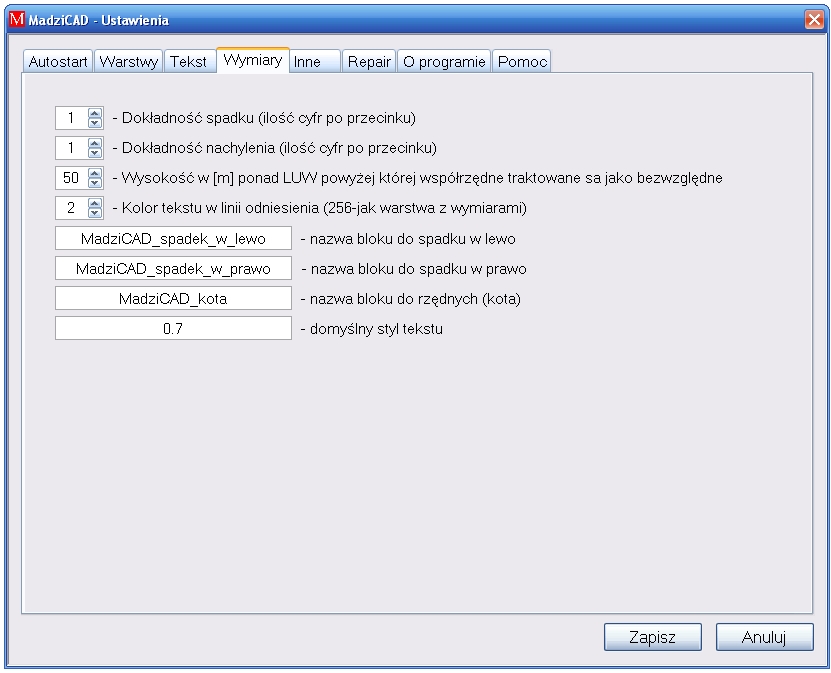 M MadziCAD - Ustawienia
Autostart Warstwy Tekst Wymiary Inne Repair O programie Pomoc
1 - Dokładność spadku (ilość cyfr po przecinku)
1 - Dokładność nachylenia (ilość cyfr po przecinku)
50 - Wysokość w [m] ponad LUW powyżej której współrzędne traktowane sa jako bezwzględne
2 - Kolor tekstu w linii odniesienia (256-jak warstwa z wymiarami)
MadziCAD_spadek_w_lewo - nazwa bloku do spadku w lewo
MadziCAD_spadek_w_prawo - nazwa bloku do spadku w prawo
MadziCAD_kota - nazwa bloku do rzędnych (kota)
0.7 - domyślny styl tekstu
Zapisz Anuluj